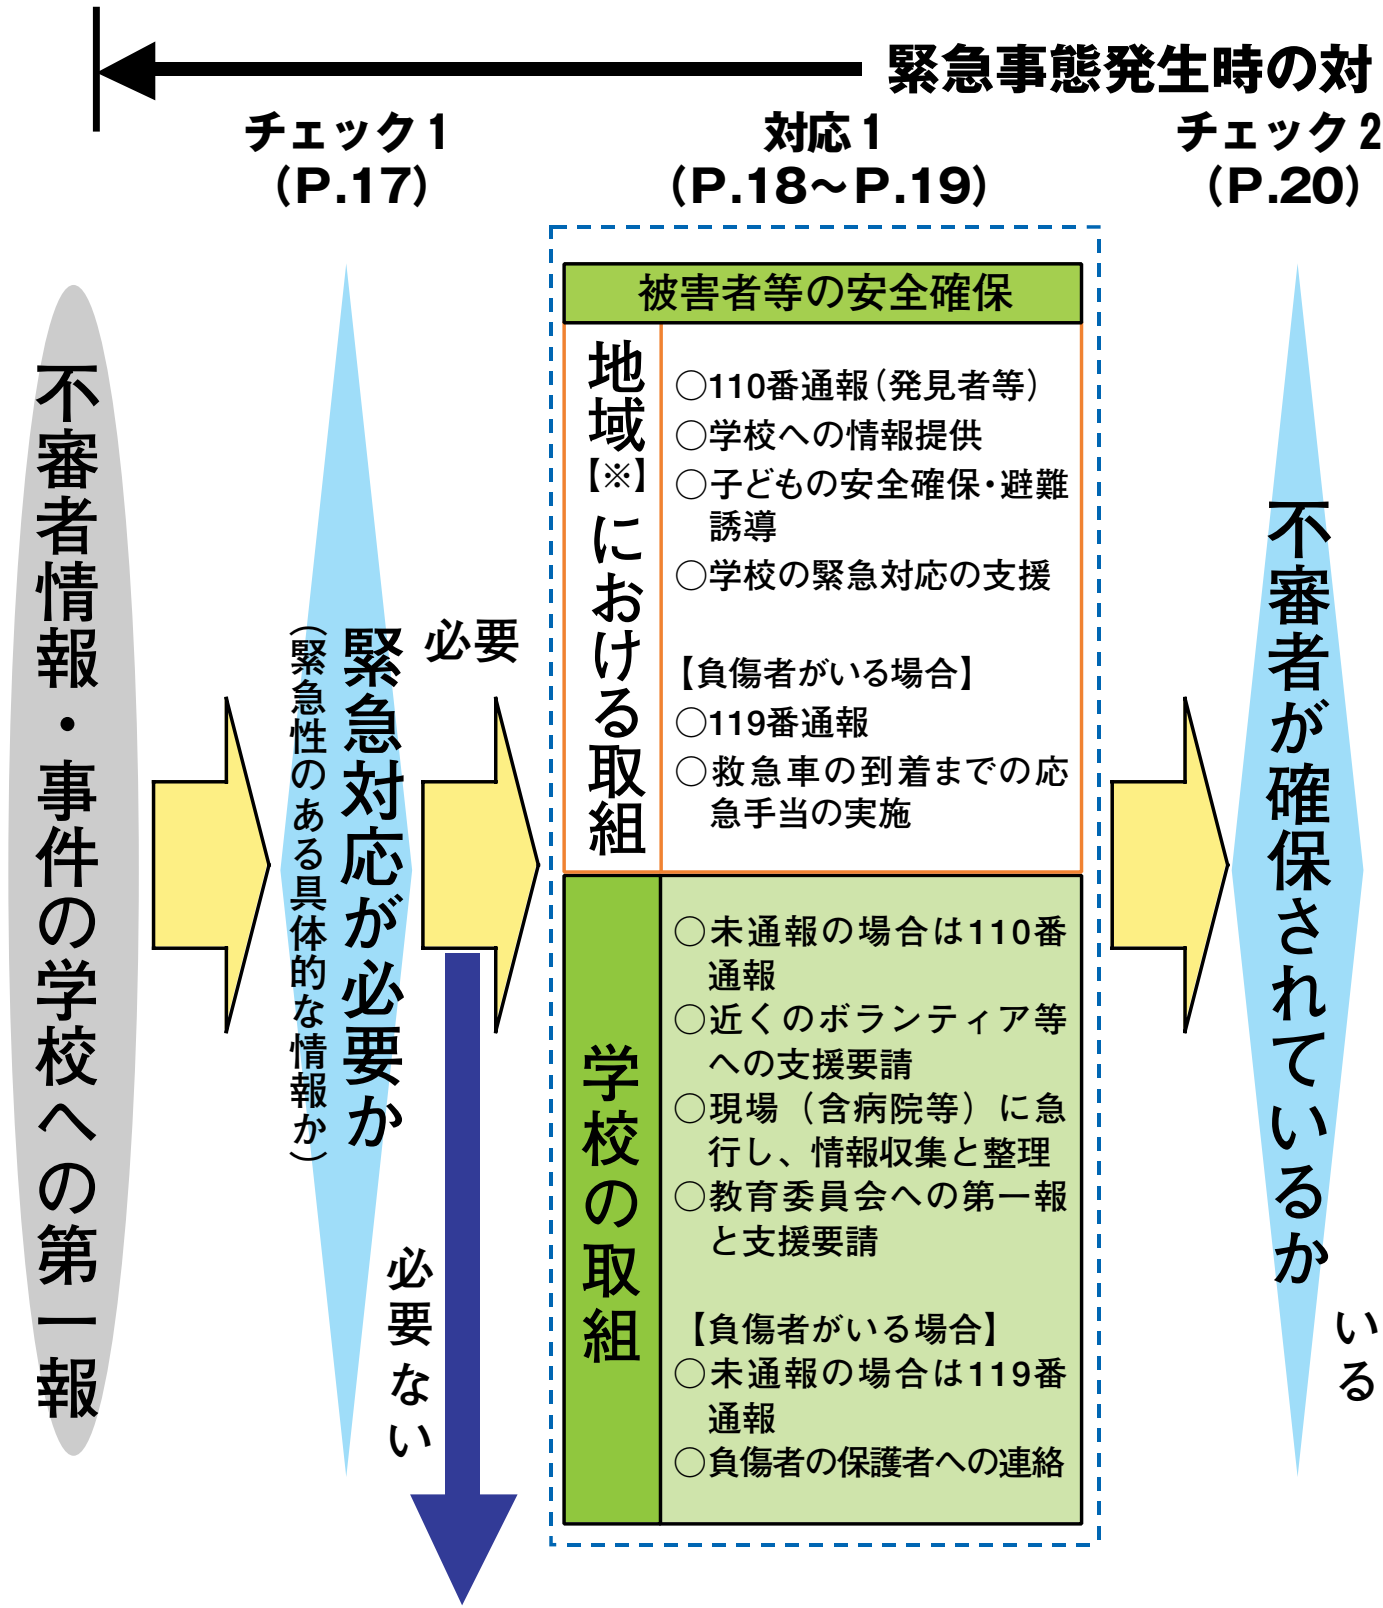 緊急事態発生時の対
チェック1
(P.17)
対応1
(P.18～P.19)
チェック2
(P.20)
不審者情報・事件の学校への第一報
緊急対応が必要か
(緊急性のある具体的な情報か)
必要
必要ない
被害者等の安全確保
地域【※】における取組
○110番通報(発見者等)
○学校への情報提供
○子どもの安全確保・避難
誘導
○学校の緊急対応の支援
【負傷者がいる場合】
○119番通報
○救急車の到着までの応
急手当の実施
学校の取組
○未通報の場合は110番
通報
○近くのボランティア等
への支援要請
○現場（含病院等）に急
行し、情報収集と整理
○教育委員会への第一報
と支援要請
【負傷者がいる場合】
○未通報の場合は119番
通報
○負傷者の保護者への連絡
不審者が確保されているか
いる